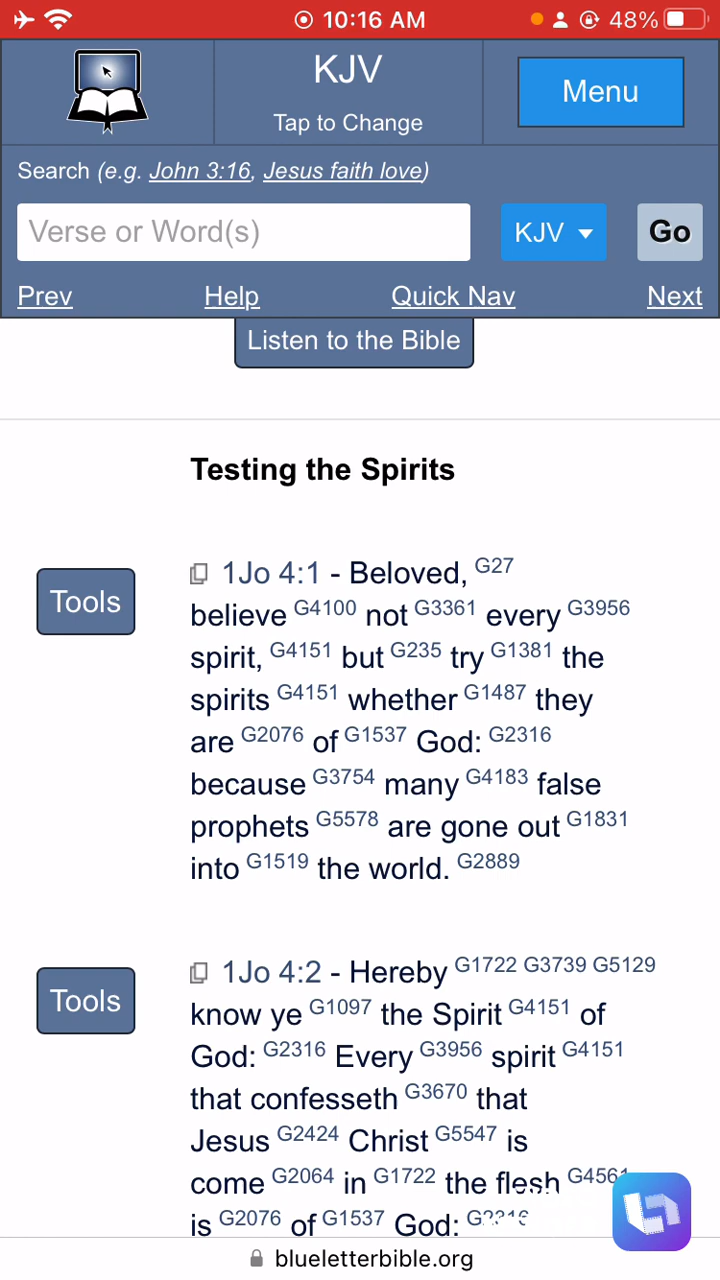 10:16 AM 48%
KJV
Tap to Change
Menu
Search (e.g. John 3:16, Jesus faith love)
Verse or Word(s) KJV Go
Prev Help Quick Nav Next
Listen to the Bible
Testing the Spirits
Tools
1Jo 4:1 - Beloved, G27
believe G4100 not G3361 every G3956
spirit, G4151 but G235 try G1381 the
spirits G4151 whether G1487 they
are G2076 of G1537 God: G2316
because G3754 many G4183 false
prophets G5578 are gone out G1831
into G1519 the world. G2889
Tools
1Jo 4:2 - Hereby G1722 G3739 G5129
know ye G1097 the Spirit G4151 of
God: G2316 Every G3956 spirit G4151
that confesseth G3670 that
Jesus G2424 Christ G5547 is
come G2064 in G1722 the flesh G4561
is G2076 of G1537 God: G2316
blueletterbible.org